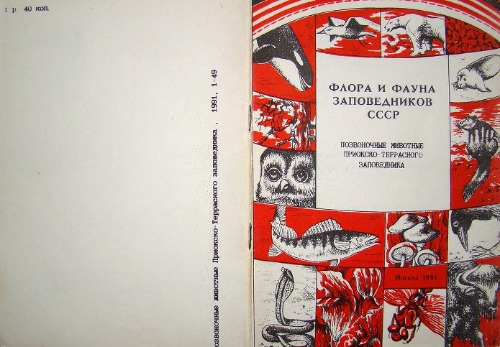 1 р 40 коп.
позвоночные животные Приокско-Террасного заповедника , 1991, 1-49
ФЛОРА И ФАУНА
ЗАПОВЕДНИКОВ
СССР
ПОЗВОНОЧНЫЕ ЖИВОТНЫЕ
ПРИОКСКО-ТЕРРАСНОГО
ЗАПОВЕДНИКА
Москва 1991